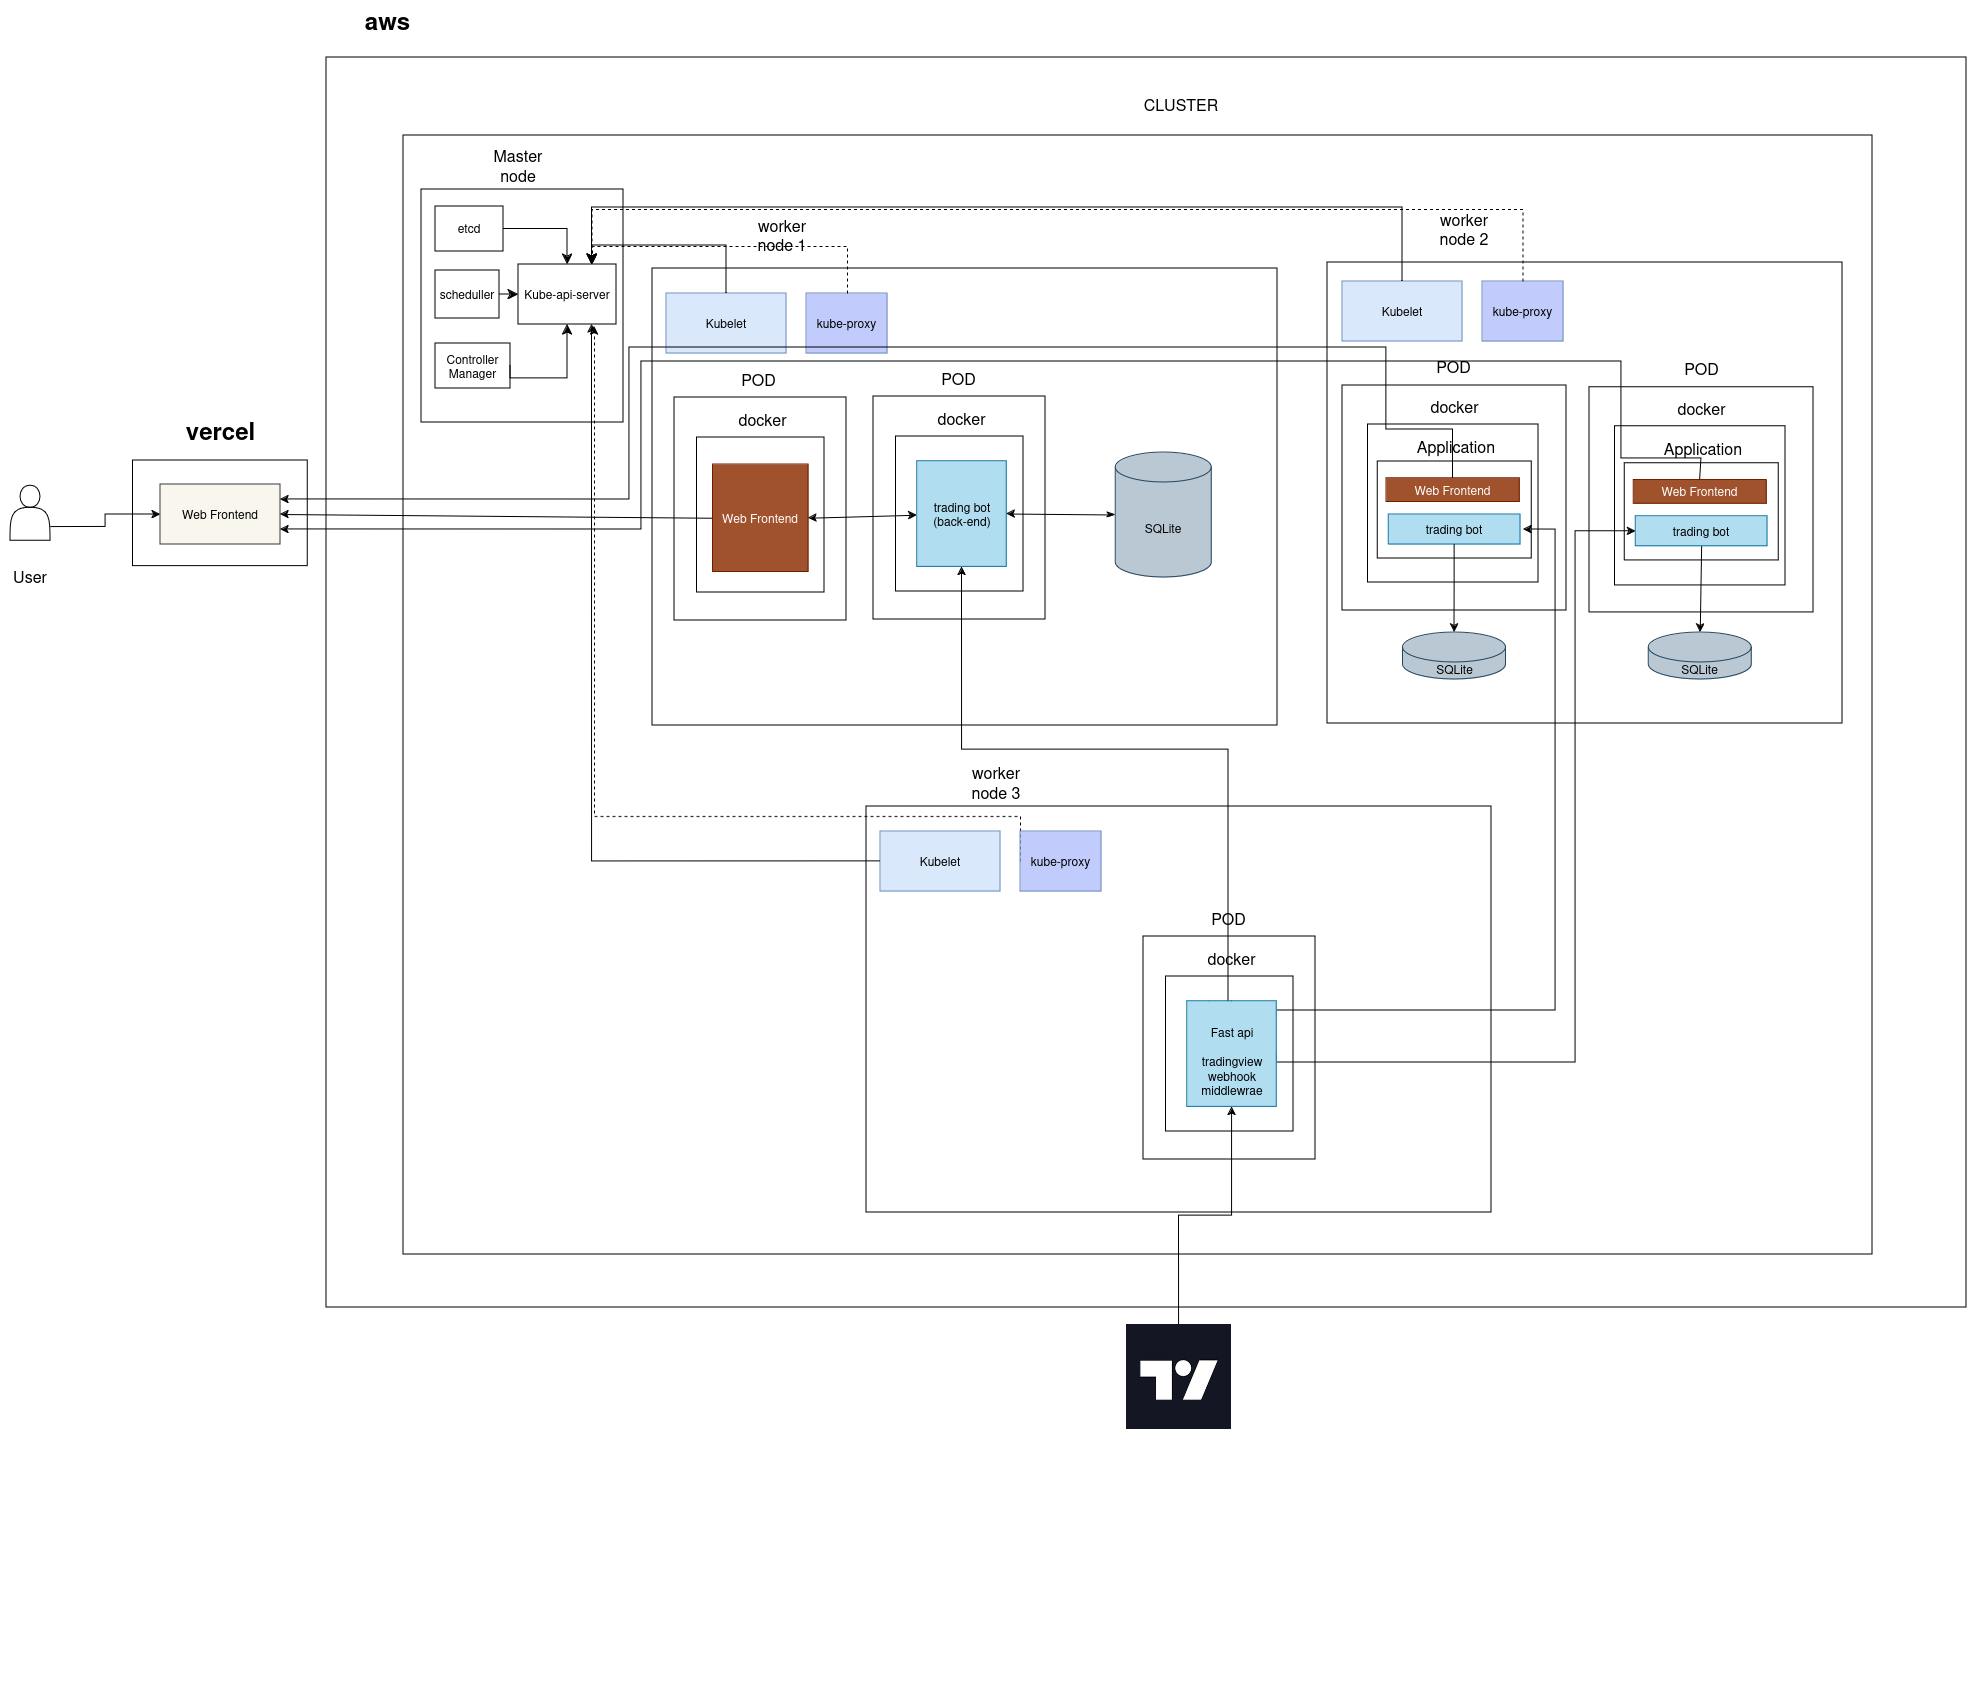 aws
CLUSTER
Master
node
etcd
scheduller
Kube-api-server
Controller
Manager
worker
node 1
Kubelet
kube-proxy
POD
docker
Web Frontend
POD
docker
trading bot
(back-end)
SQLite
worker
node 2
Kubelet
kube-proxy
POD
docker
Application
Web Frontend
trading bot
SQLite
POD
docker
Application
Web Frontend
trading bot
SQLite
vercel
Web Frontend
User
worker
node 3
Kubelet
kube-proxy
POD
docker
Fast api
tradingview
webhook
middlewrae